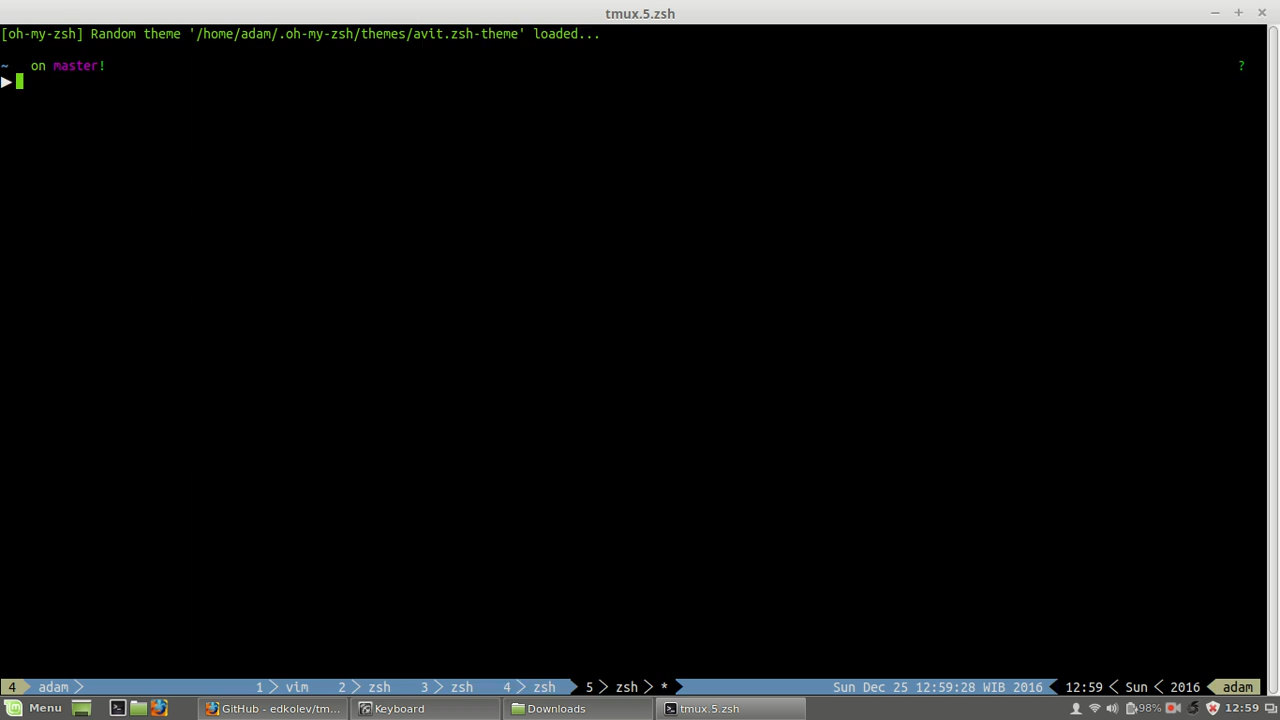 tmux.5.zsh
[oh-my-zsh] Random theme '/home/adam/.oh-my-zsh/themes/avit.zsh-theme' loaded...
~ on master! ?
▶
4 adam 1 vim 2 zsh 3 zsh 4 zsh 5 zsh * Sun Dec 25 12:59:28 WIB 2016 12:59 Sun 2016 adam
Menu GitHub - edkolev/tm... Keyboard Downloads tmux.5.zsh 98% 12:59